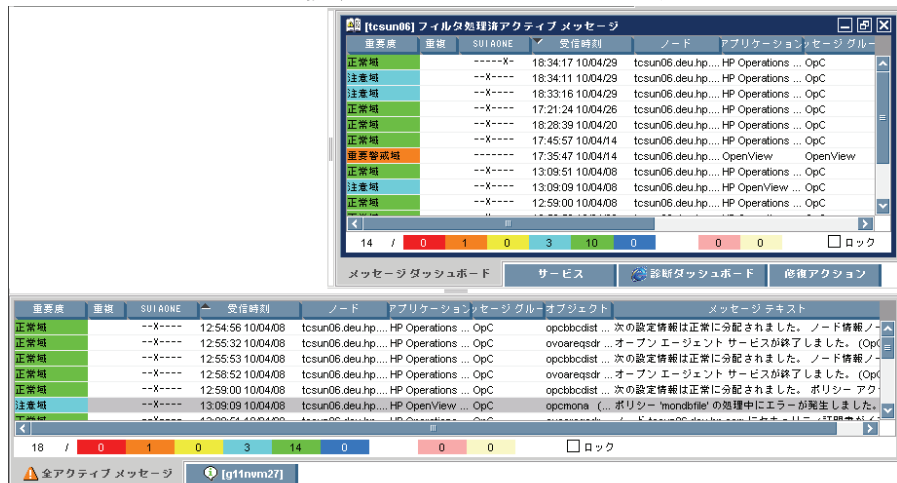 [tcsun06] フィルタ処理済アクティブ メッセージ
重要度 重複 SUIAONE 受信時刻 ノード アプリケーション ッセージ グルー
正常域 -----X- 18:34:17 10/04/29 tcsun06.deu.hp.... HP Operations ... OpC
注意域 --X---- 18:34:11 10/04/29 tcsun06.deu.hp.... HP Operations ... OpC
注意域 --X---- 18:33:16 10/04/29 tcsun06.deu.hp.... HP Operations ... OpC
正常域 --X---- 17:21:24 10/04/26 tcsun06.deu.hp.... HP Operations ... OpC
正常域 --X---- 18:28:39 10/04/20 tcsun06.deu.hp.... HP Operations ... OpC
正常域 --X---- 17:45:57 10/04/14 tcsun06.deu.hp.... HP Operations ... OpC
重要警戒域 ------- 17:35:47 10/04/14 tcsun06.deu.hp.... OpenView OpenView
正常域 --X---- 13:09:51 10/04/08 tcsun06.deu.hp.... HP Operations ... OpC
注意域 --X---- 13:09:09 10/04/08 tcsun06.deu.hp.... HP OpenView ... OpC
正常域 --X---- 12:59:00 10/04/08 tcsun06.deu.hp.... HP Operations ... OpC
14 / 0 1 0 3 10 0 0 0 ロック
メッセージ ダッシュボード サービス 診断ダッシュボード 修復アクション
重要度 重複 SUIAONE 受信時刻 ノード アプリケーション ッセージ グルー オブジェクト メッセージ テキスト
正常域 --X---- 12:54:56 10/04/08 tcsun06.deu.hp.... HP Operations ... OpC opcbbcdist ... 次の設定情報は正常に分配されました。 ノード情報ノー
正常域 --X---- 12:55:32 10/04/08 tcsun06.deu.hp.... HP Operations ... OpC ovoareqsdr ... オープン エージェント サービスが終了しました。 (Op
正常域 --X---- 12:55:53 10/04/08 tcsun06.deu.hp.... HP Operations ... OpC opcbbcdist ... 次の設定情報は正常に分配されました。 ノード情報ノー
正常域 --X---- 12:58:52 10/04/08 tcsun06.deu.hp.... HP Operations ... OpC ovoareqsdr ... オープン エージェント サービスが終了しました。 (Op
正常域 --X---- 12:59:00 10/04/08 tcsun06.deu.hp.... HP Operations ... OpC opcbbcdist ... 次の設定情報は正常に分配されました。 ポリシー アク
注意域 --X---- 13:09:09 10/04/08 tcsun06.deu.hp.... HP OpenView ... OpC opcmona (... ポリシー 'mondbfile' の処理中にエラーが発生しました。
18 / 0 1 0 3 14 0 0 0 ロック
全アクティブ メッセージ [g11nvm27]